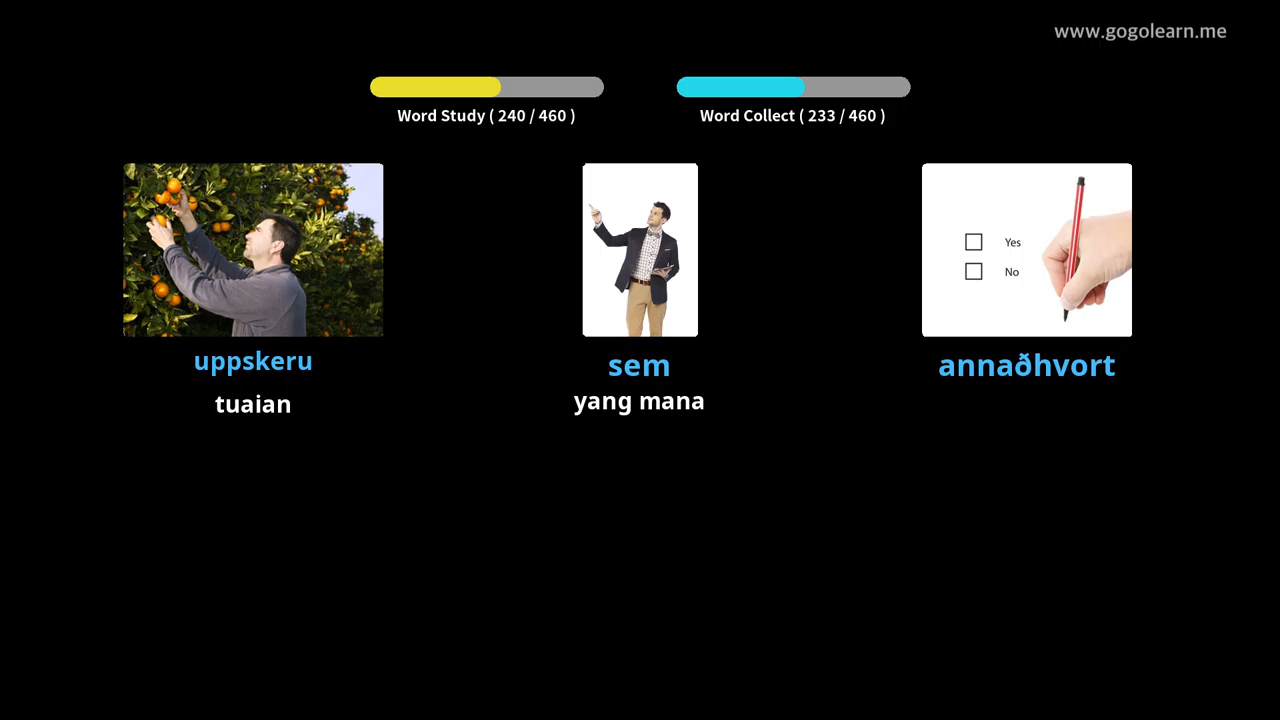 www.gogolearn.me
Word Study ( 240 / 460 )
Word Collect ( 233 / 460 )
Yes
No
uppskeru
sem
annaðhvort
tuaian
yang mana